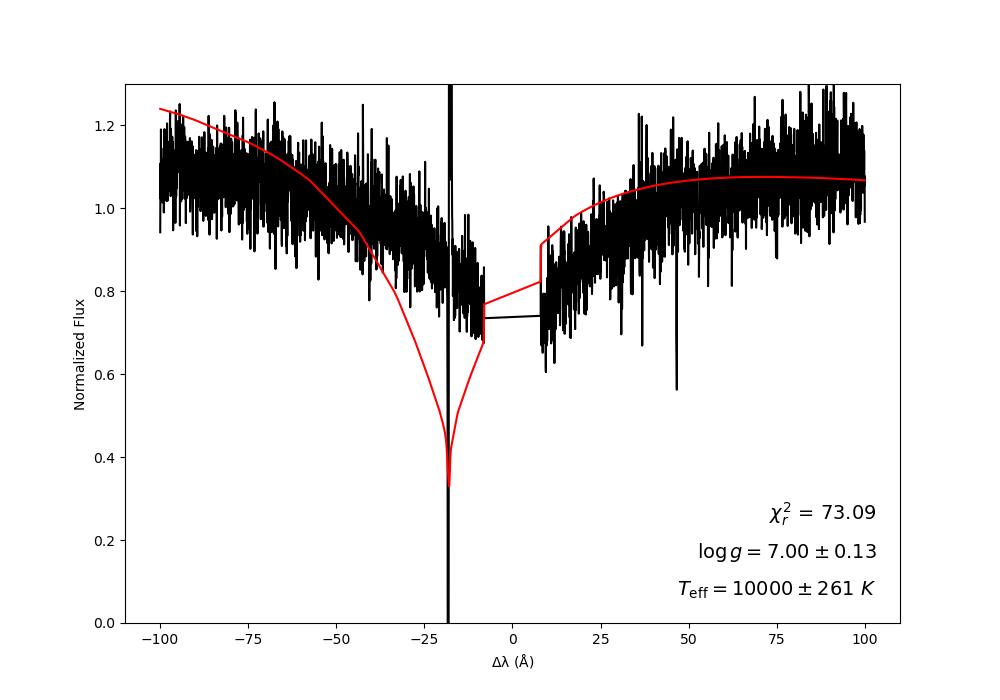 1.2
1.0
0.8
0.6
0.4
0.2
0.0
Normalized Flux
χ²ᵣ = 73.09
log g = 7.00 ± 0.13
T_eff = 10000 ± 261 K
−100 −75 −50 −25 0 25 50 75 100
Δλ (Å)